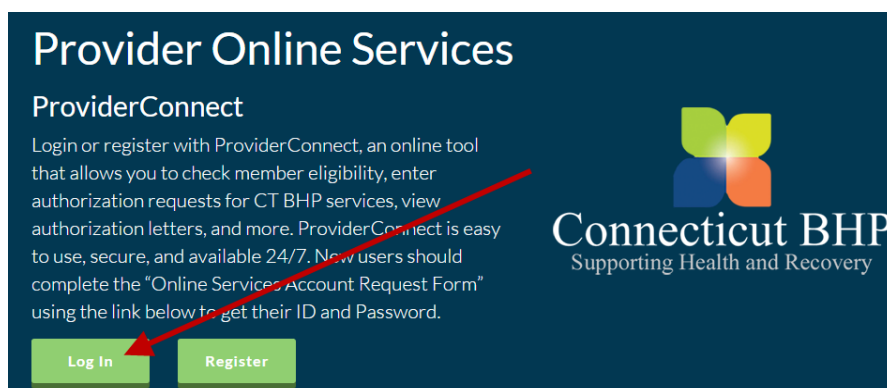 Provider Online Services
ProviderConnect
Login or register with ProviderConnect, an online tool
that allows you to check member eligibility, enter
authorization requests for CT BHP services, view
authorization letters, and more. ProviderConnect is easy
to use, secure, and available 24/7. New users should
complete the “Online Services Account Request Form”
using the link below to get their ID and Password.
Log In
Register
Connecticut BHP
Supporting Health and Recovery